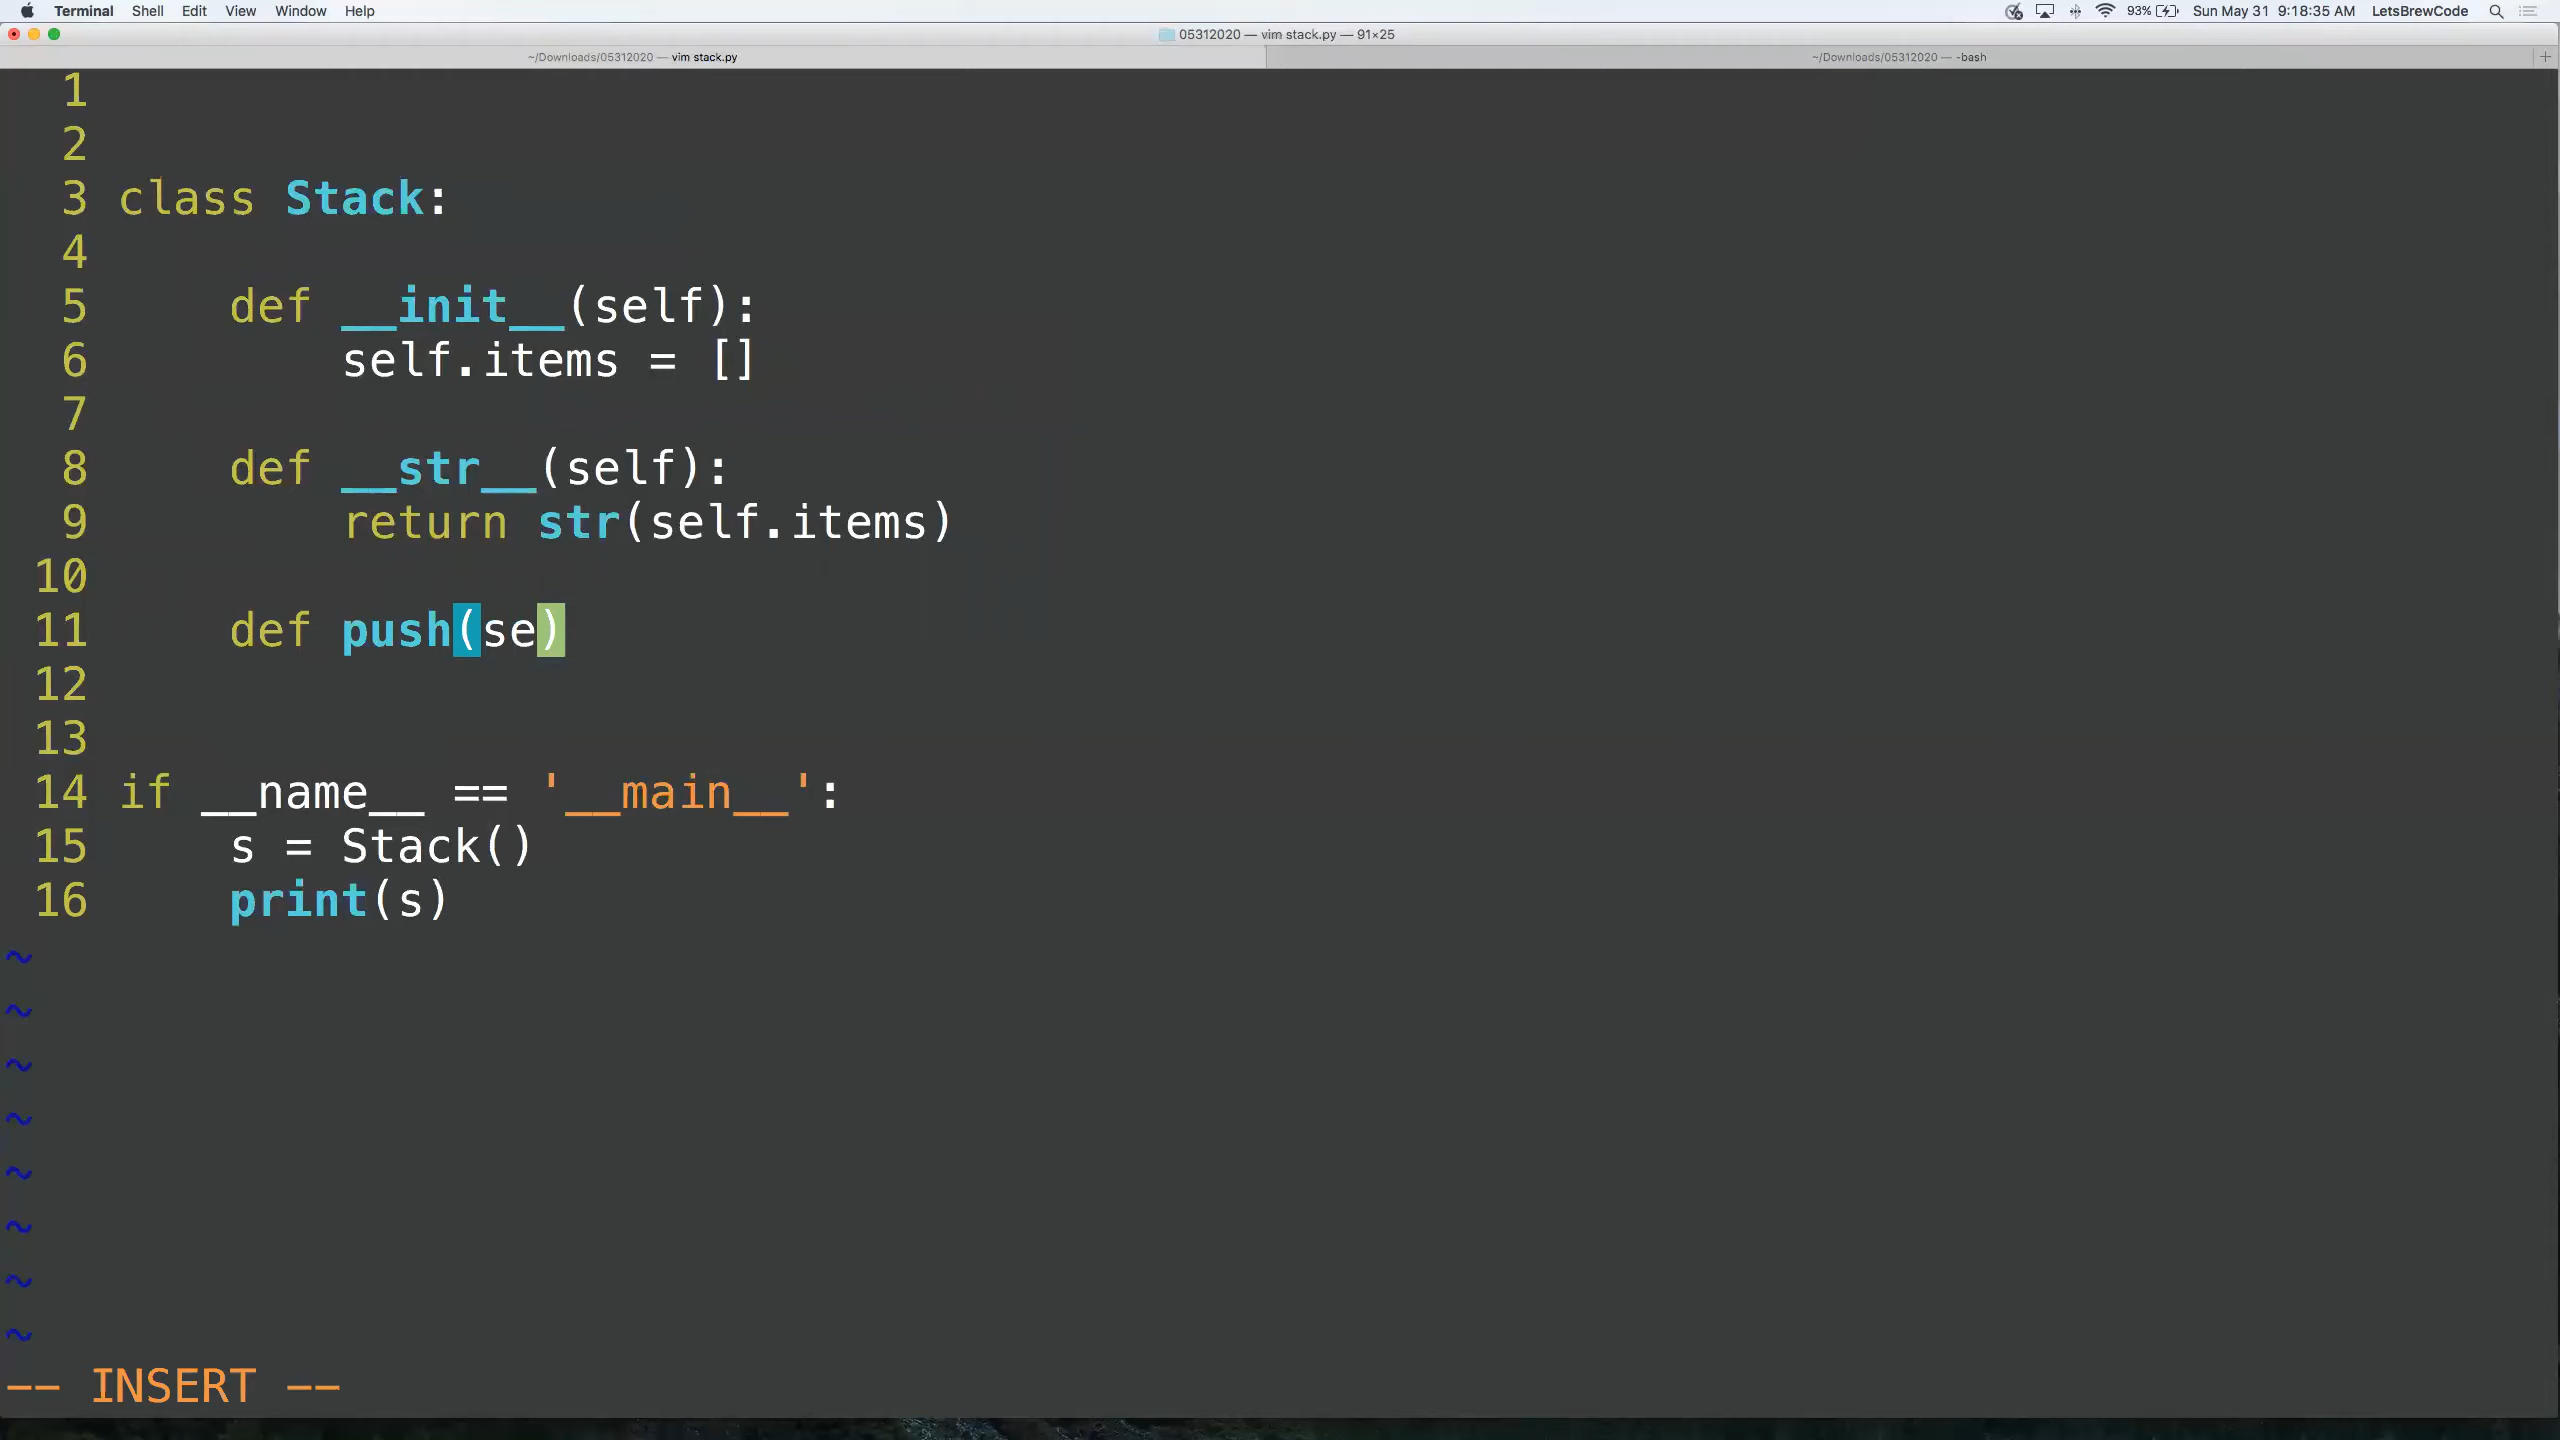 Terminal Shell Edit View Window Help 93% Sun May 31 9:18:35 AM LetsBrewCode
05312020 — vim stack.py — 91×25
~/Downloads/05312020 — vim stack.py ~/Downloads/05312020 — -bash +
1
2
3 class Stack:
4
5 def __init__(self):
6 self.items = []
7
8 def __str__(self):
9 return str(self.items)
10
11 def push(se)
12
13
14 if __name__ == '__main__':
15 s = Stack()
16 print(s)
~
~
~
~
~
~
~
~
-- INSERT --